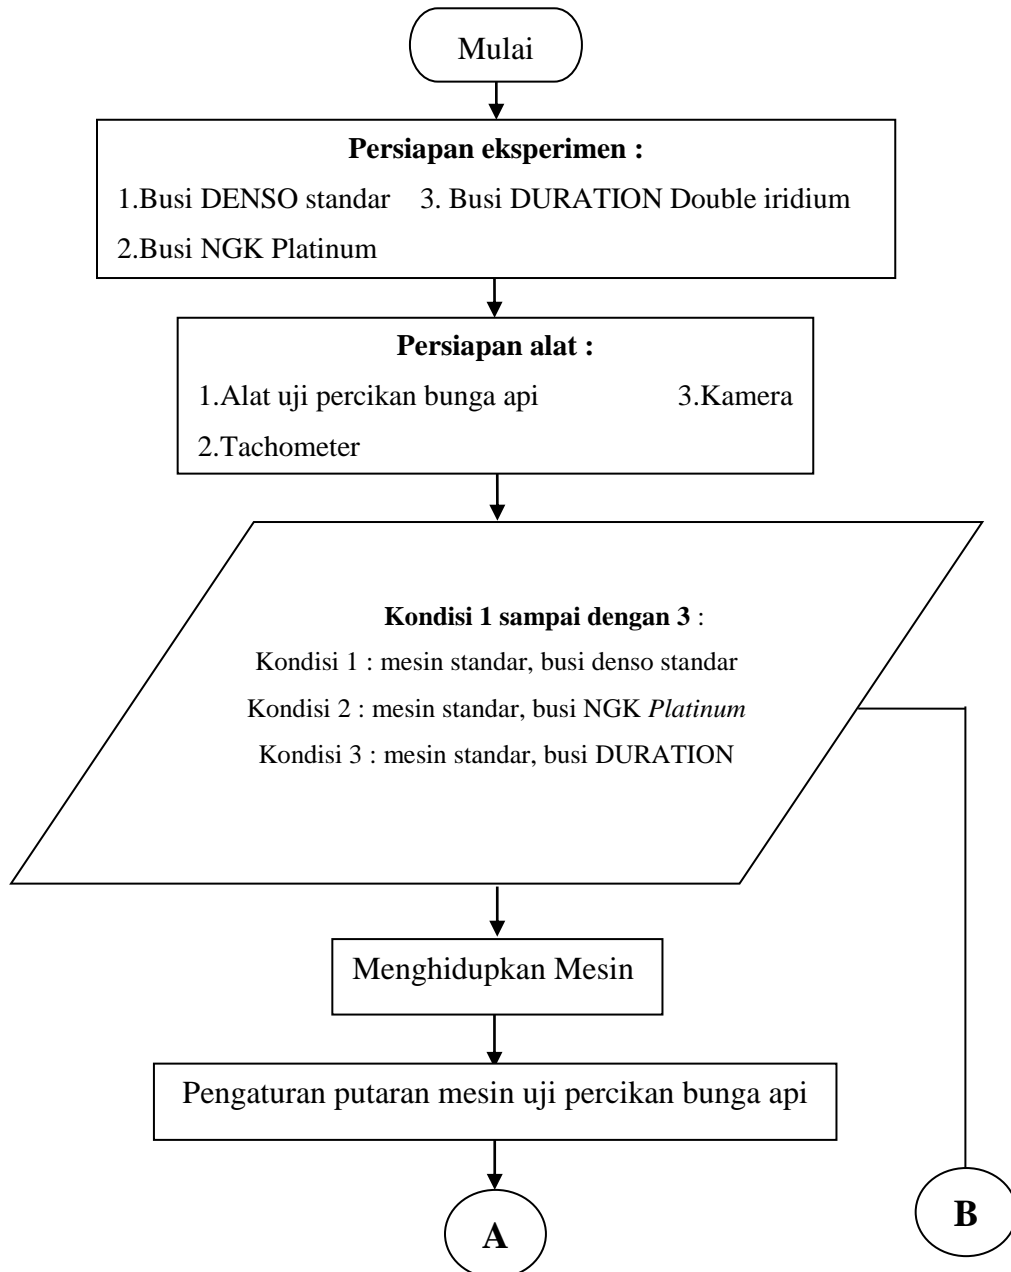 Mulai
Persiapan eksperimen :
1.Busi DENSO standar 3. Busi DURATION Double iridium
2.Busi NGK Platinum
Persiapan alat :
1.Alat uji percikan bunga api 3.Kamera
2.Tachometer
Kondisi 1 sampai dengan 3 :
Kondisi 1 : mesin standar, busi denso standar
Kondisi 2 : mesin standar, busi NGK Platinum
Kondisi 3 : mesin standar, busi DURATION
Menghidupkan Mesin
Pengaturan putaran mesin uji percikan bunga api
A
B